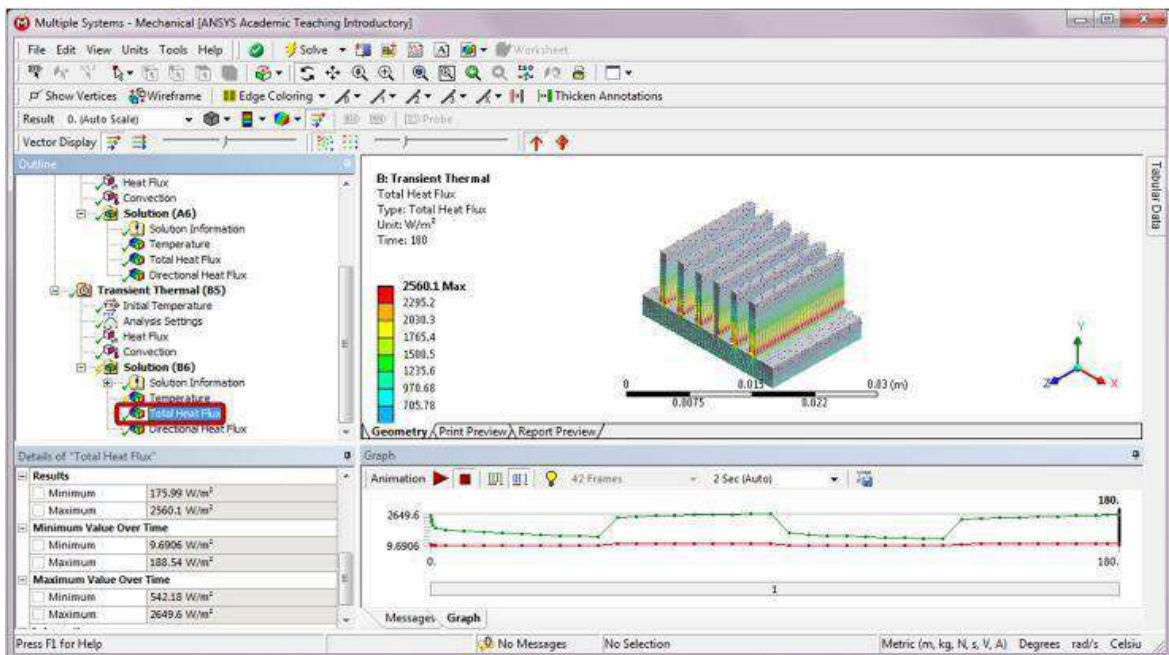 Multiple Systems - Mechanical [ANSYS Academic Teaching Introductory]
File Edit View Units Tools Help Solve Worksheet
Show Vertices Wireframe Edge Coloring Thicken Annotations
Result 0. (Auto Scale) Probe
Vector Display
Outline
Heat Flux
Convection
Solution (A6)
Solution Information
Temperature
Total Heat Flux
Directional Heat Flux
Transient Thermal (B5)
Initial Temperature
Analysis Settings
Heat Flux
Convection
Solution (B6)
Solution Information
Temperature
Total Heat Flux
Directional Heat Flux
B: Transient Thermal
Total Heat Flux
Type: Total Heat Flux
Unit: W/m²
Time: 180
2560.1 Max
2295.2
2030.3
1765.4
1500.5
1235.6
970.68
705.78
0 0.015 0.03 (m)
0.0075 0.022
Y
Z X
Geometry Print Preview Report Preview
Tabular Data
Details of "Total Heat Flux"
Results
Minimum 175.99 W/m²
Maximum 2560.1 W/m²
Minimum Value Over Time
Minimum 9.6906 W/m²
Maximum 188.54 W/m²
Maximum Value Over Time
Minimum 542.18 W/m²
Maximum 2649.6 W/m²
Graph
Animation 42 Frames 2 Sec (Auto)
180.
2649.6
9.6906
0. 180.
1
Messages Graph
Press F1 for Help No Messages No Selection Metric (m, kg, N, s, V, A) Degrees rad/s Celsiu